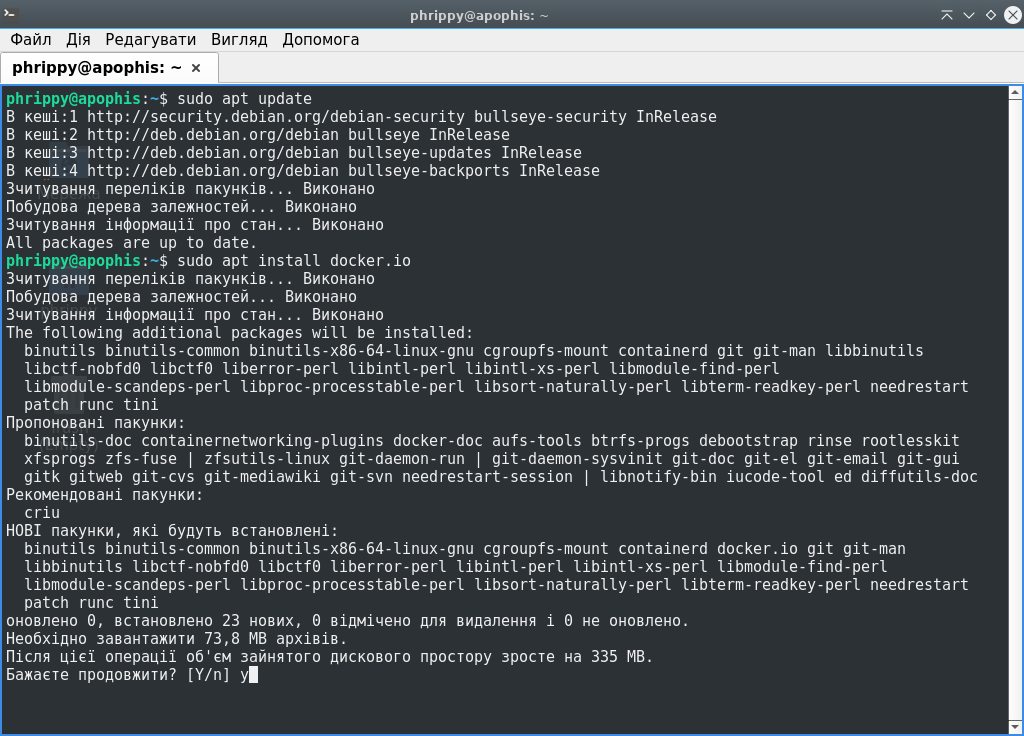 phrippy@apophis: ~
Файл Дія Редагувати Вигляд Допомога
phrippy@apophis: ~ ×
phrippy@apophis:~$ sudo apt update
В кеші:1 http://security.debian.org/debian-security bullseye-security InRelease
В кеші:2 http://deb.debian.org/debian bullseye InRelease
В кеші:3 http://deb.debian.org/debian bullseye-updates InRelease
В кеші:4 http://deb.debian.org/debian bullseye-backports InRelease
Зчитування переліків пакунків... Виконано
Побудова дерева залежностей... Виконано
Зчитування інформації про стан... Виконано
All packages are up to date.
phrippy@apophis:~$ sudo apt install docker.io
Зчитування переліків пакунків... Виконано
Побудова дерева залежностей... Виконано
Зчитування інформації про стан... Виконано
The following additional packages will be installed:
  binutils binutils-common binutils-x86-64-linux-gnu cgroupfs-mount containerd git git-man libbinutils
  libctf-nobfd0 libctf0 liberror-perl libintl-perl libintl-xs-perl libmodule-find-perl
  libmodule-scandeps-perl libproc-processtable-perl libsort-naturally-perl libterm-readkey-perl needrestart
  patch runc tini
Пропоновані пакунки:
  binutils-doc containernetworking-plugins docker-doc aufs-tools btrfs-progs debootstrap rinse rootlesskit
  xfsprogs zfs-fuse | zfsutils-linux git-daemon-run | git-daemon-sysvinit git-doc git-el git-email git-gui
  gitk gitweb git-cvs git-mediawiki git-svn needrestart-session | libnotify-bin iucode-tool ed diffutils-doc
Рекомендовані пакунки:
  criu
НОВІ пакунки, які будуть встановлені:
  binutils binutils-common binutils-x86-64-linux-gnu cgroupfs-mount containerd docker.io git git-man
  libbinutils libctf-nobfd0 libctf0 liberror-perl libintl-perl libintl-xs-perl libmodule-find-perl
  libmodule-scandeps-perl libproc-processtable-perl libsort-naturally-perl libterm-readkey-perl needrestart
  patch runc tini
оновлено 0, встановлено 23 нових, 0 відмічено для видалення і 0 не оновлено.
Необхідно завантажити 73,8 MB архівів.
Після цієї операції об'єм зайнятого дискового простору зросте на 335 MB.
Бажаєте продовжити? [Y/n] y